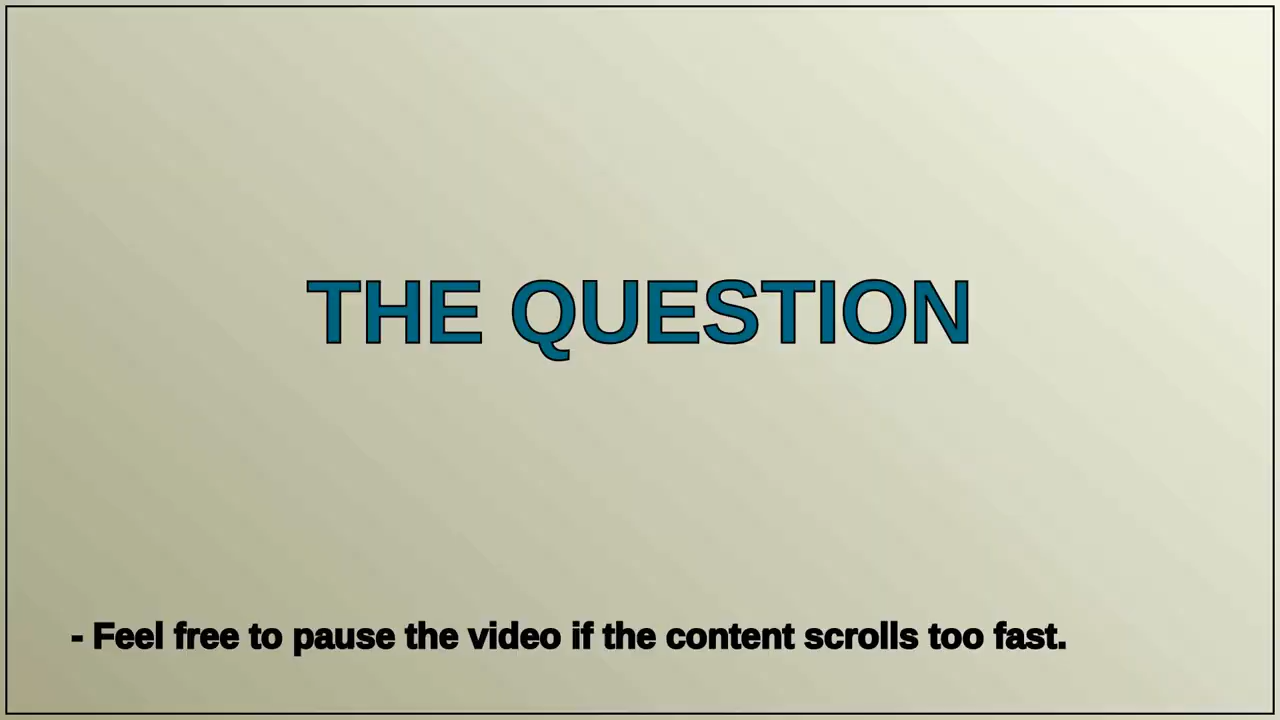 THE QUESTION
- Feel free to pause the video if the content scrolls too fast.